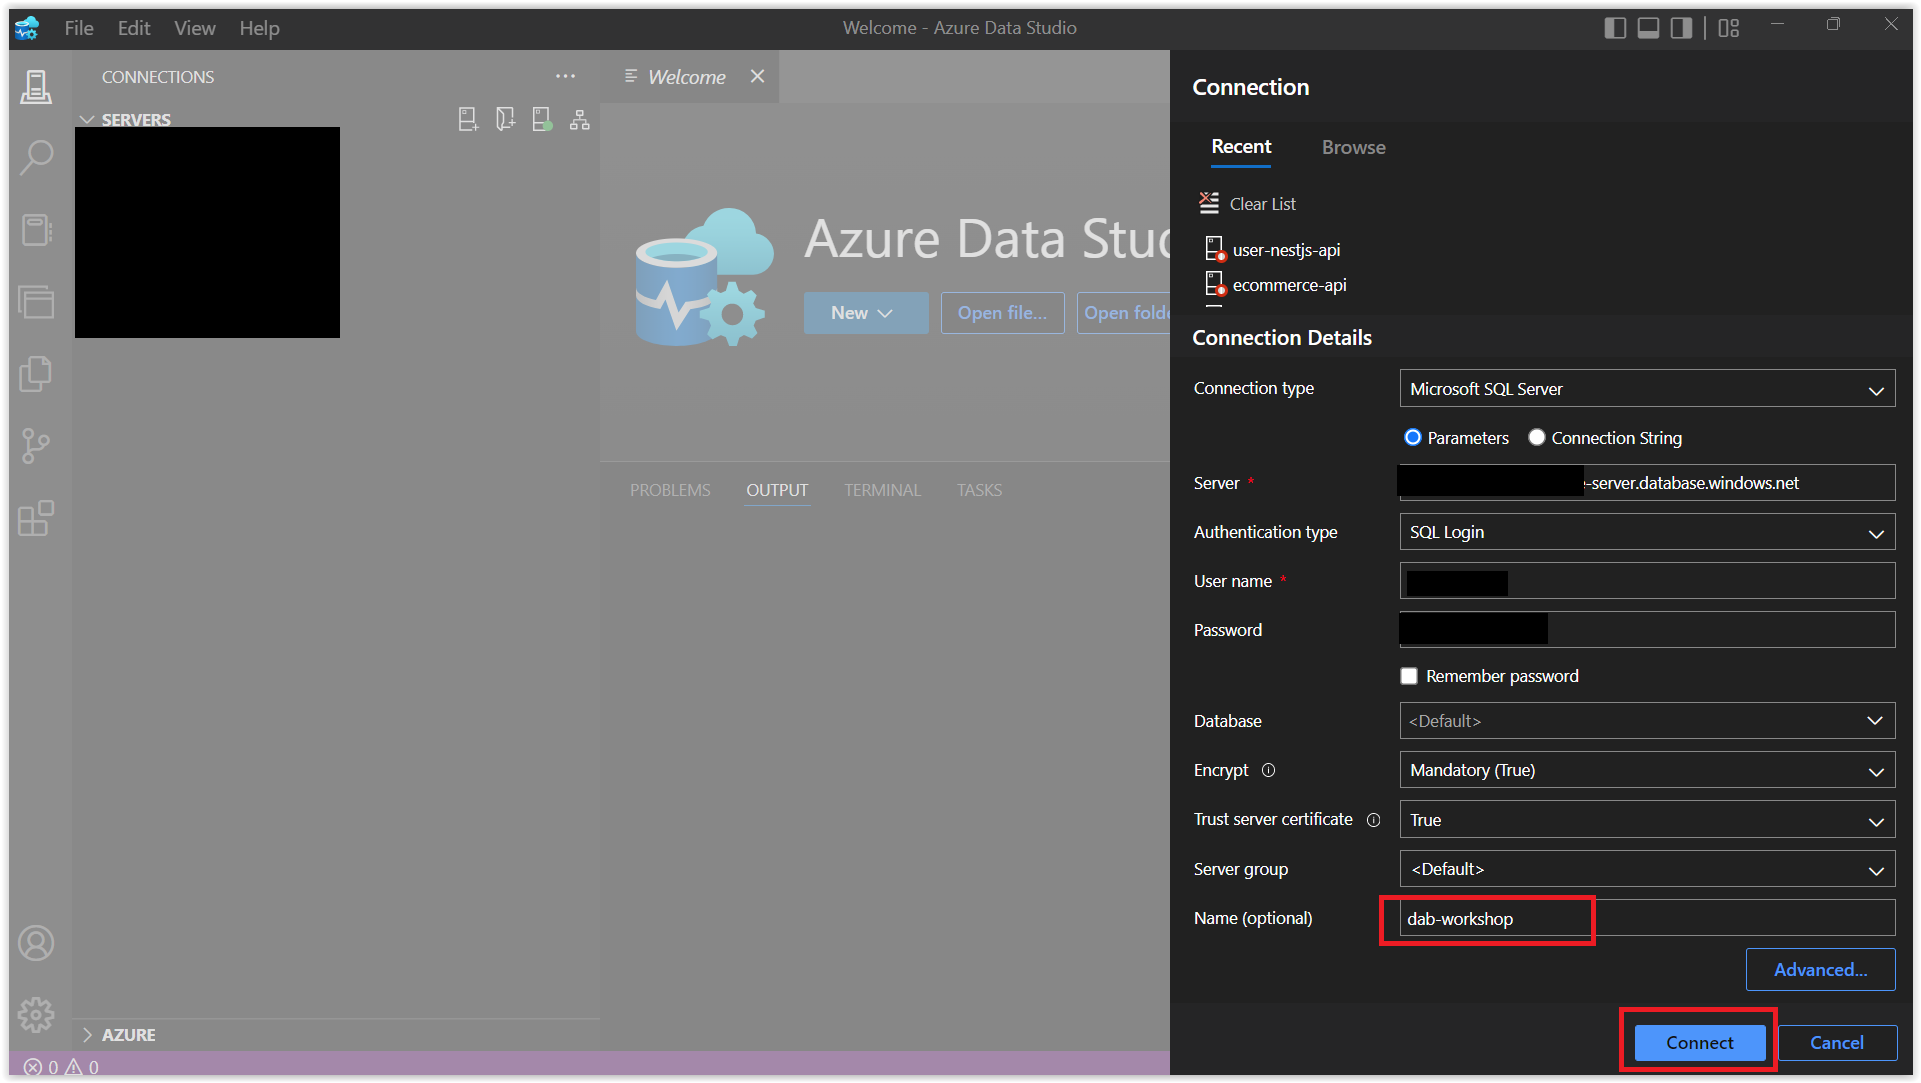 File Edit View Help
Welcome - Azure Data Studio
CONNECTIONS
SERVERS
Welcome
Azure Data Stud
New
Open file...
Open folde
PROBLEMS OUTPUT TERMINAL TASKS
AZURE
0 0
Connection
Recent Browse
Clear List
user-nestjs-api
ecommerce-api
Connection Details
Connection type Microsoft SQL Server
Parameters Connection String
Server * -server.database.windows.net
Authentication type SQL Login
User name *
Password
Remember password
Database <Default>
Encrypt Mandatory (True)
Trust server certificate True
Server group <Default>
Name (optional) dab-workshop
Advanced...
Connect Cancel